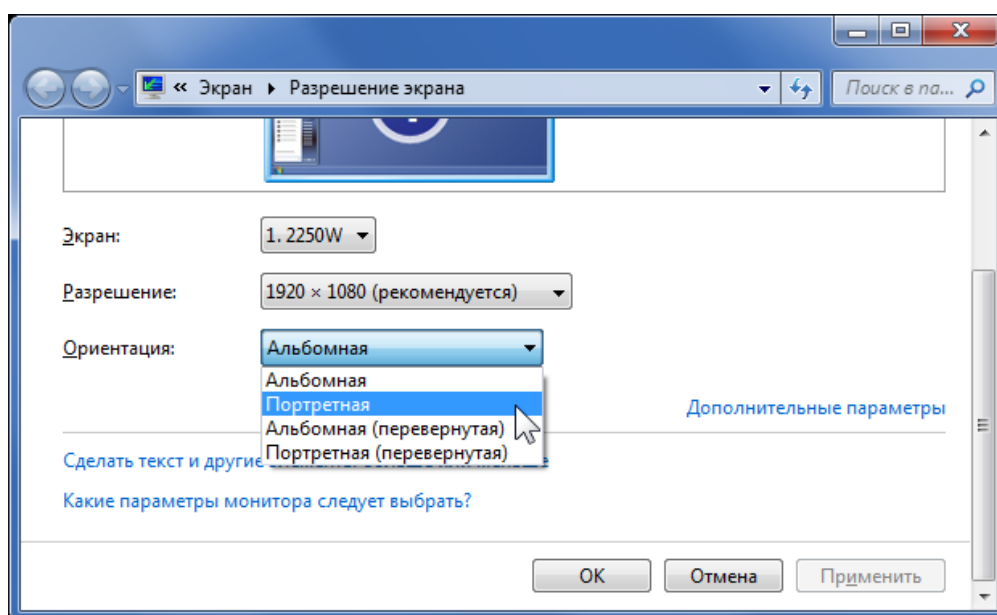 « Экран ▸ Разрешение экрана
Поиск в па...
Экран:
1. 2250W
Разрешение:
1920 × 1080 (рекомендуется)
Ориентация:
Альбомная
Альбомная
Портретная
Альбомная (перевернутая)
Портретная (перевернутая)
Дополнительные параметры
Сделать текст и другие
Какие параметры монитора следует выбрать?
ОК
Отмена
Применить